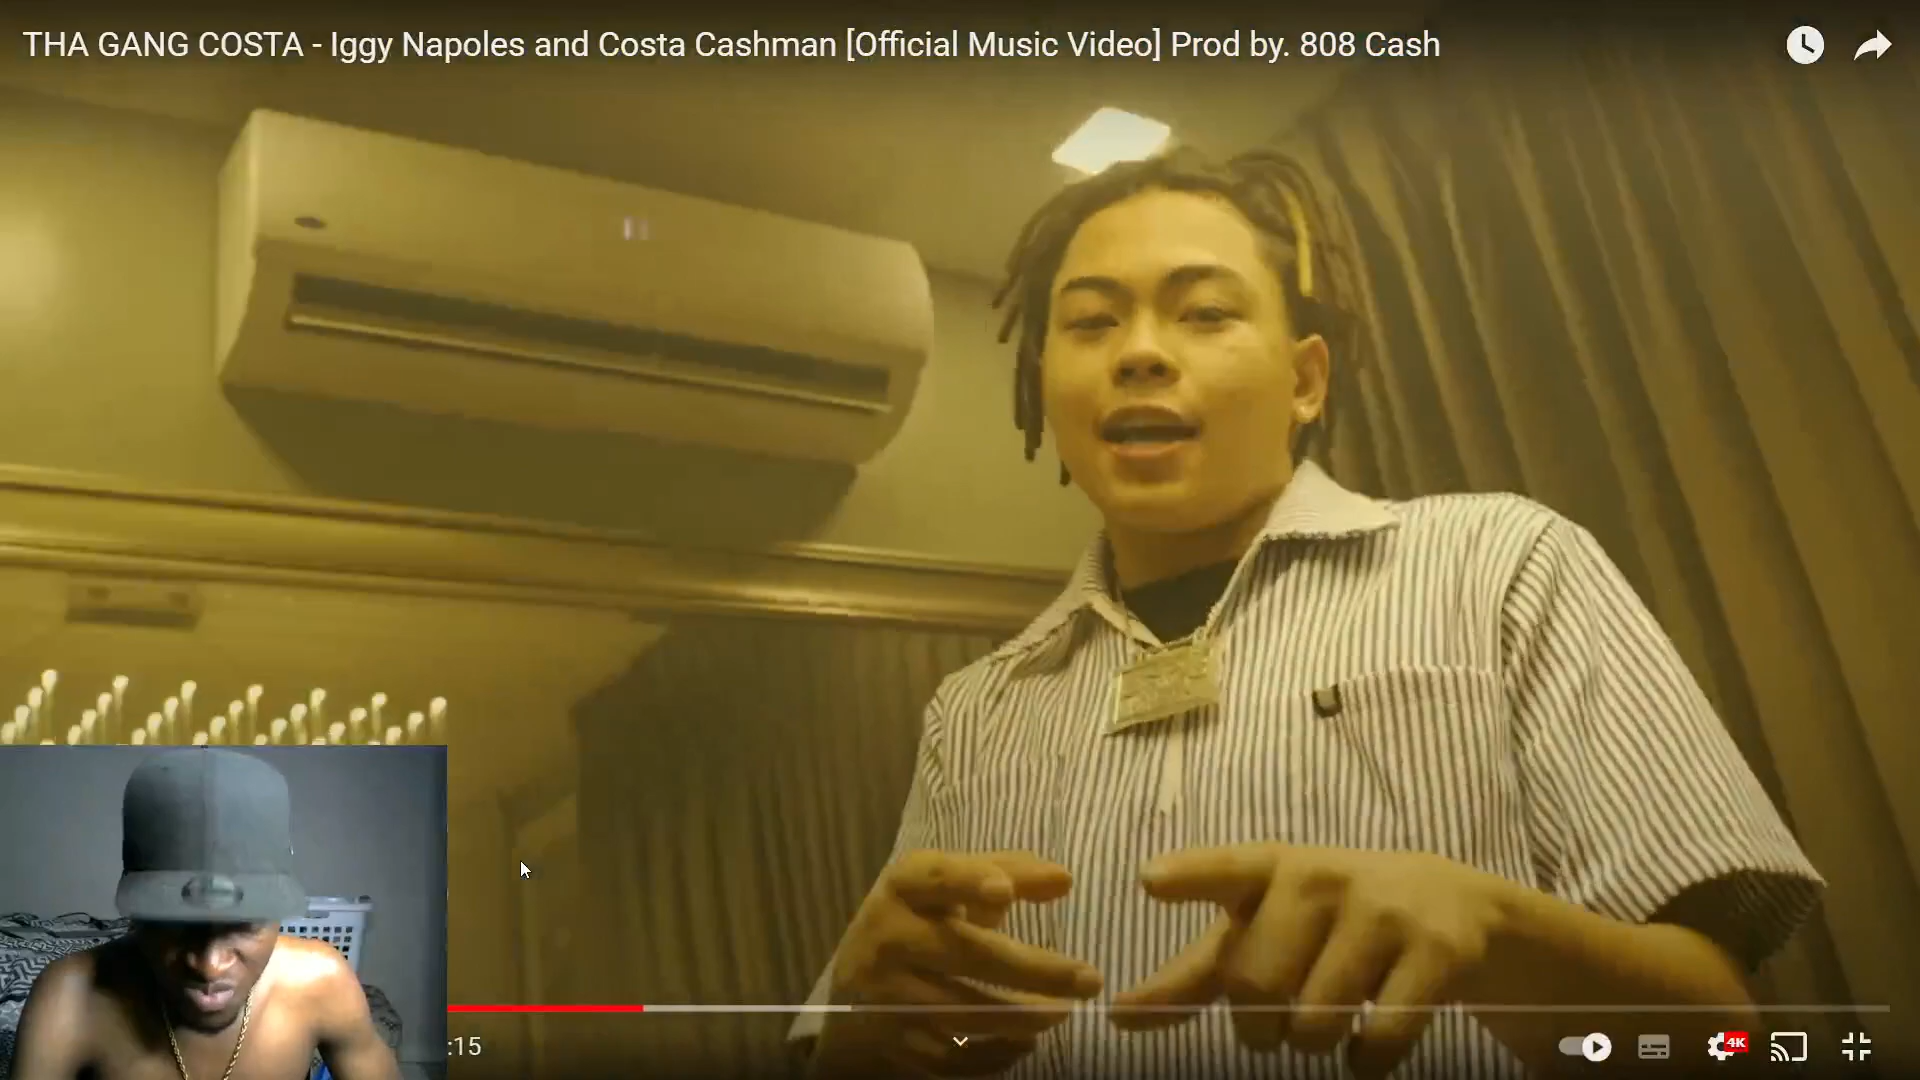 THA GANG COSTA - Iggy Napoles and Costa Cashman [Official Music Video] Prod by. 808 Cash
:15
4K